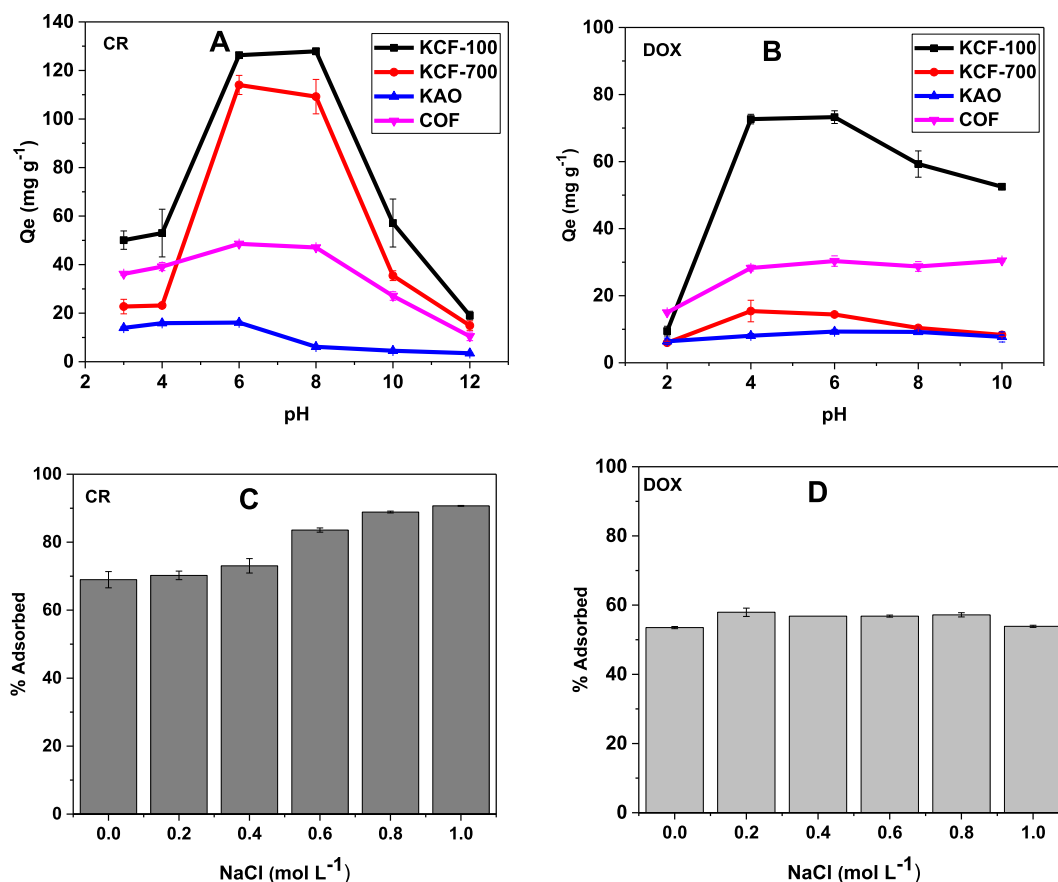 CR
A
KCF-100
KCF-700
KAO
COF
140
120
100
80
60
40
20
0
Qe (mg g⁻¹)
2 4 6 8 10 12
pH
DOX
B
KCF-100
KCF-700
KAO
COF
100
80
60
40
20
0
Qe (mg g⁻¹)
2 4 6 8 10
pH
CR
C
100
80
60
40
20
0
% Adsorbed
0.0 0.2 0.4 0.6 0.8 1.0
NaCl (mol L⁻¹)
DOX
D
100
80
60
40
20
0
% Adsorbed
0.0 0.2 0.4 0.6 0.8 1.0
NaCl (mol L⁻¹)